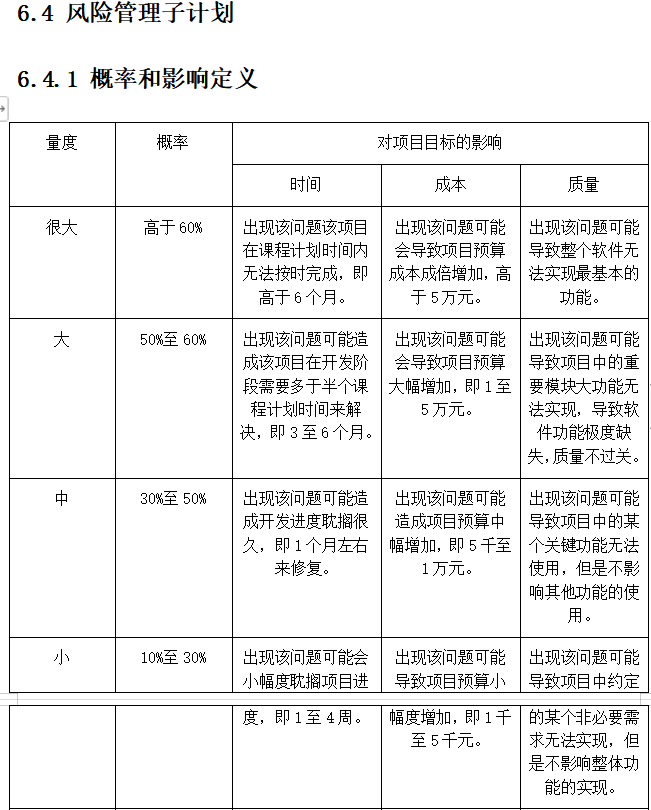 6.4 风险管理子计划
6.4.1 概率和影响定义
量度
概率
对项目目标的影响
时间
成本
质量
很大
高于 60%
出现该问题该项目
在课程计划时间内
无法按时完成，即
高于 6 个月。
出现该问题可能
会导致项目预算
成本成倍增加，高
于 5 万元。
出现该问题可能
导致整个软件无
法实现最基本的
功能。
大
50%至 60%
出现该问题可能造
成该项目在开发阶
段需要多于半个课
程计划时间来解
决，即 3 至 6 个月。
出现该问题可能
会导致项目预算
大幅增加，即 1 至
5 万元。
出现该问题可能
导致项目中的重
要模块大功能无
法实现，导致软
件功能极度缺
失，质量不过关。
中
30%至 50%
出现该问题可能造
成开发进度耽搁很
久，即 1 个月左右
来修复。
出现该问题可能
造成项目预算中
幅增加，即 5 千至
1 万元。
出现该问题可能
导致项目中的某
个关键功能无法
使用，但是不影
响其他功能的使
用。
小
10%至 30%
出现该问题可能会
小幅度耽搁项目进
度，即 1 至 4 周。
出现该问题可能
导致项目预算小
幅度增加，即 1 千
至 5 千元。
出现该问题可能
导致项目中约定
的某个非必要需
求无法实现，但
是不影响整体功
能的实现。